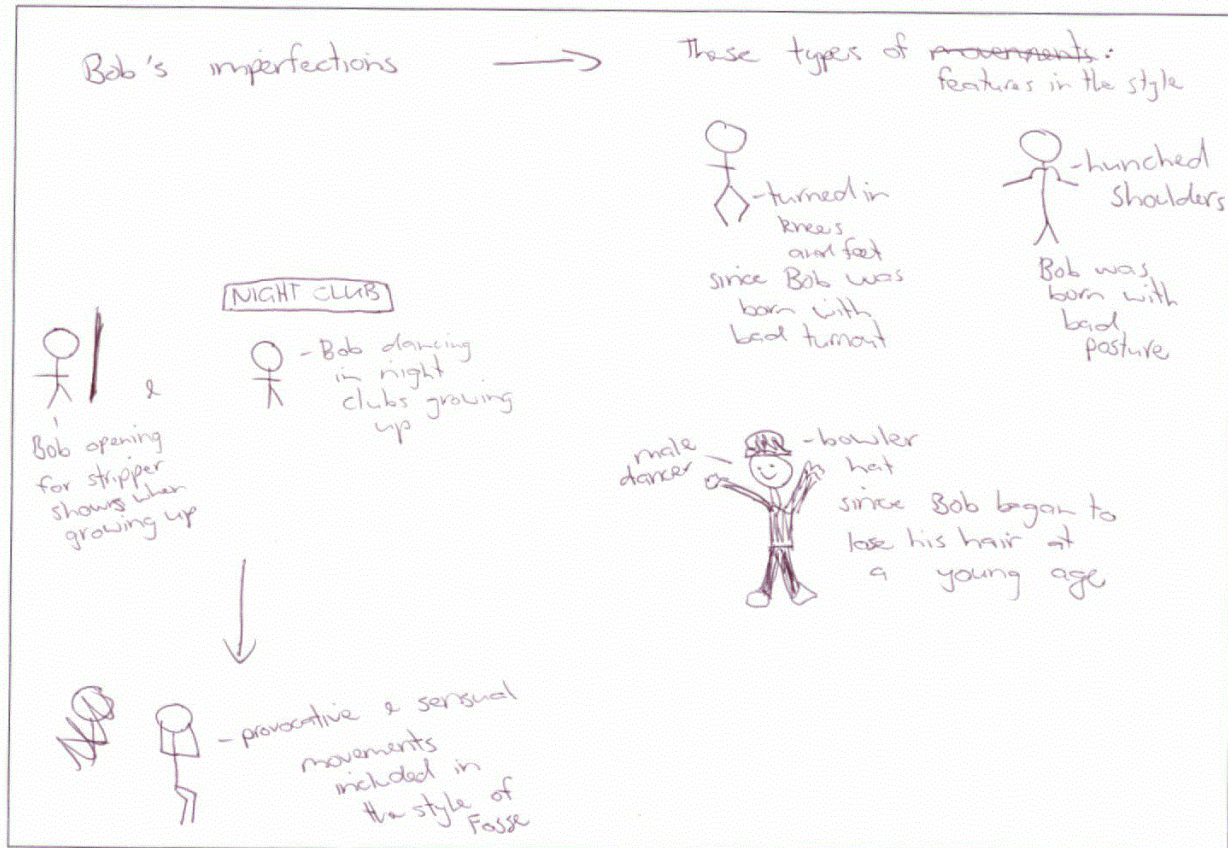 Bob's imperfections
These types of movements:
features in the style
-turned in
knees
and feet
since Bob was
born with
bad turnout
-hunched
shoulders
Bob was
born with
bad
posture
NIGHT CLUB
- Bob dancing
in night
clubs growing
up
&
Bob opening
for stripper
shows when
growing up
male
dancer
-bowler
hat
since Bob began to
lose his hair at
a young age
-provocative & sensual
movements
included in
the style of
Fosse